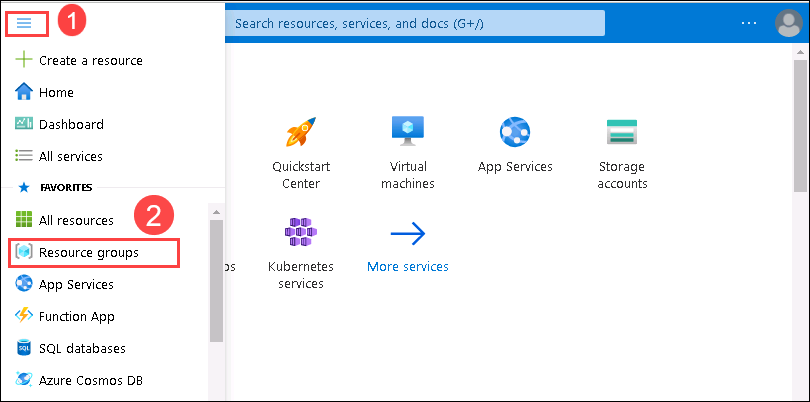 1
Search resources, services, and docs (G+/)
...
Create a resource
Home
Dashboard
All services
FAVORITES
2
All resources
Resource groups
App Services
Function App
SQL databases
Azure Cosmos DB
Quickstart
Center
Virtual
machines
App Services
Storage
accounts
ps
Kubernetes
services
More services